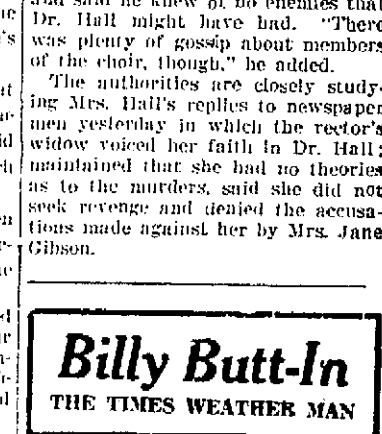 and said he knew of no enemies that
Dr. Hall might have had. "There
was plenty of gossip about members
of the choir, though," he added.
The authorities are closely study-
ing Mrs. Hall's replies to newspaper
men yesterday in which the rector's
widow voiced her faith in Dr. Hall;
maintained that she had no theories
as to the murders, said she did not
seek revenge and denied the accusa-
tions made against her by Mrs. Jane
Gibson.
Billy Butt-In
THE TIMES WEATHER MAN